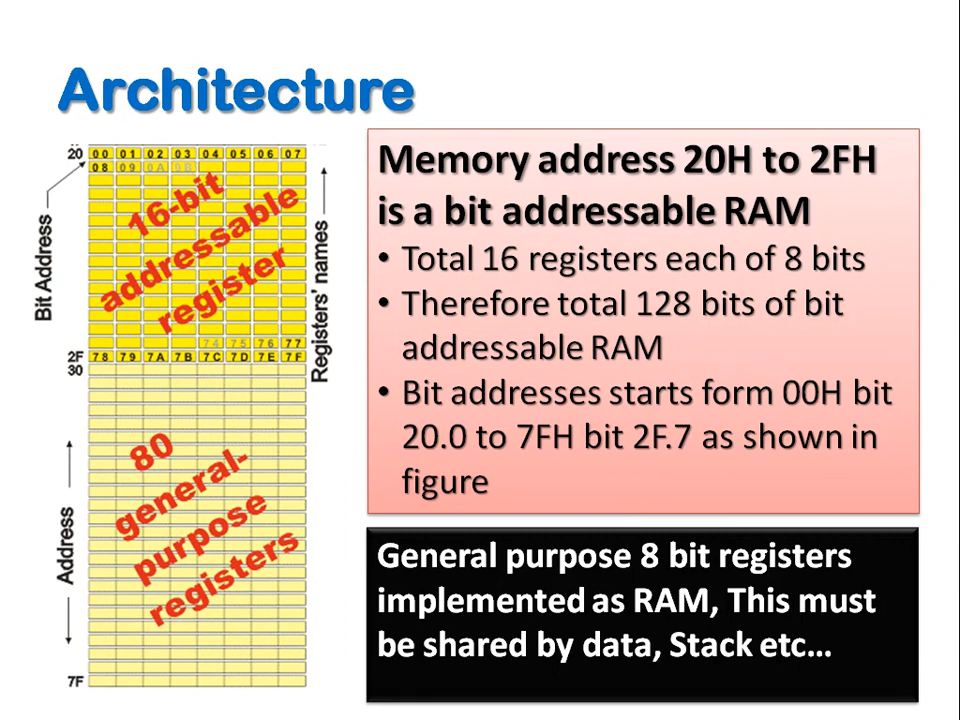 Architecture
20 00 01 02 03 04 05 06 07
08 09 0A 0B
16-bit
addressable
register
Bit Address
Registers' names
74 75 76 77
2F 78 79 7A 7B 7C 7D 7E 7F
30
80
general-
purpose
registers
Address
7F
Memory address 20H to 2FH
is a bit addressable RAM
• Total 16 registers each of 8 bits
• Therefore total 128 bits of bit
addressable RAM
• Bit addresses starts form 00H bit
20.0 to 7FH bit 2F.7 as shown in
figure
General purpose 8 bit registers
implemented as RAM, This must
be shared by data, Stack etc...